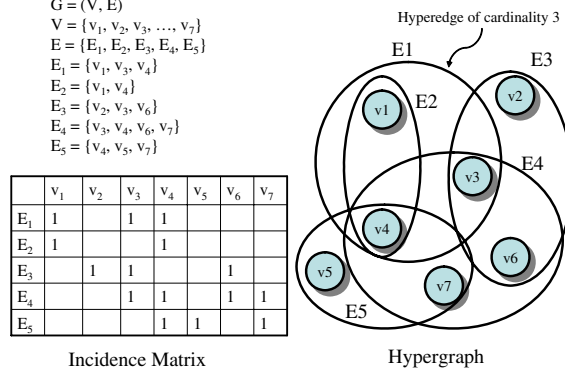 G = (V, E)
V = {v₁, v₂, v₃, …, v₇}
E = {E₁, E₂, E₃, E₄, E₅}
E₁ = {v₁, v₃, v₄}
E₂ = {v₁, v₄}
E₃ = {v₂, v₃, v₆}
E₄ = {v₃, v₄, v₆, v₇}
E₅ = {v₄, v₅, v₇}
v₁ v₂ v₃ v₄ v₅ v₆ v₇
E₁ 1 1 1
E₂ 1 1
E₃ 1 1 1
E₄ 1 1 1 1
E₅ 1 1 1
Incidence Matrix
Hyperedge of cardinality 3
E1
E3
E2
v2
v1
E4
v3
v4
v6
v5
v7
E5
Hypergraph